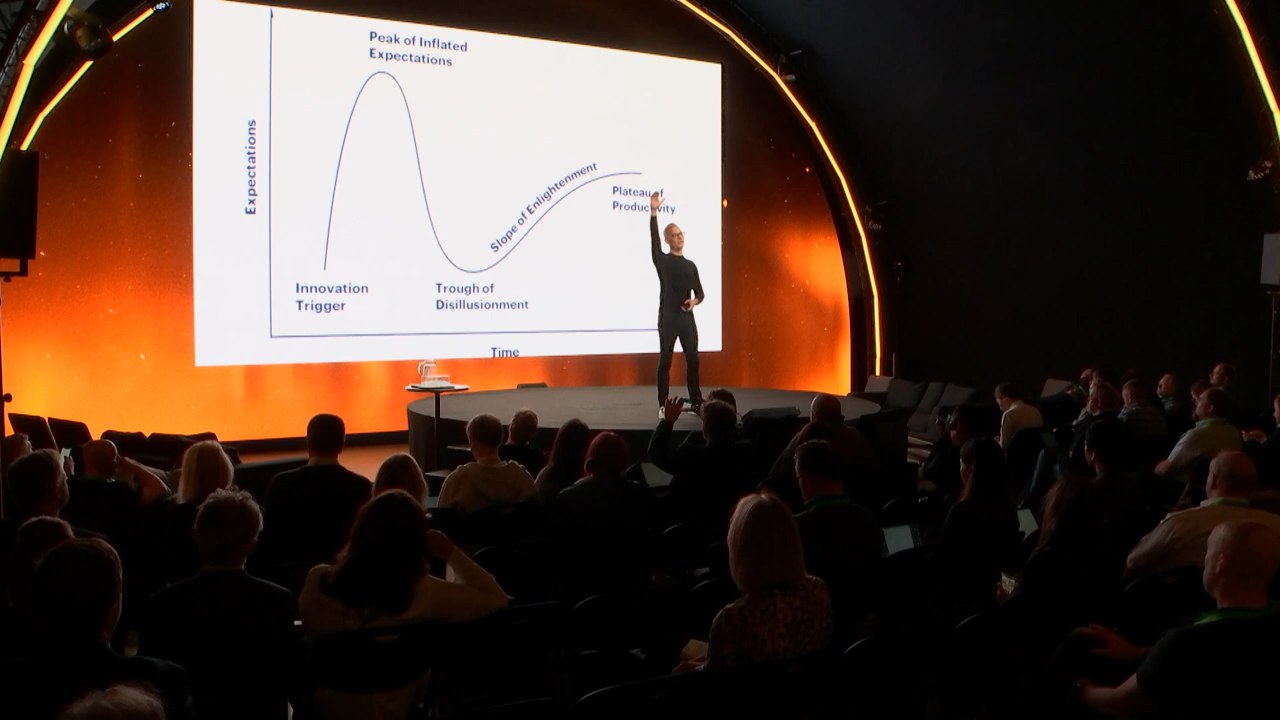 Peak of Inflated
Expectations
Expectations
Slope of Enlightenment
Plateau of
Productivity
Innovation
Trigger
Trough of
Disillusionment
Time